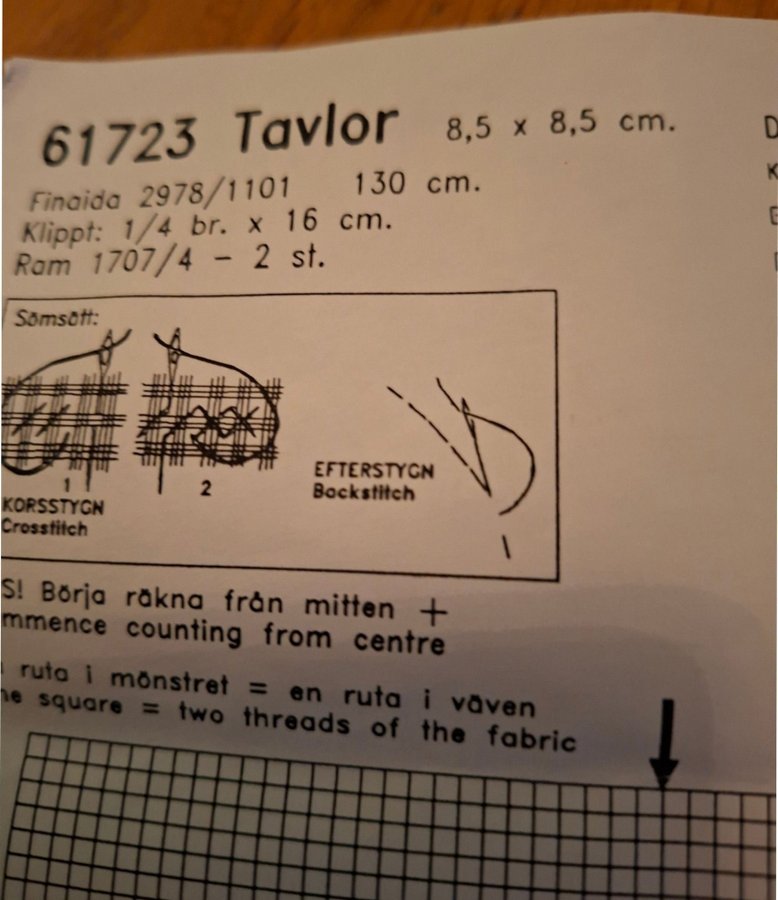 61723 Tavlor 8,5 x 8,5 cm.
Finaida 2978/1101 130 cm.
Klippt: 1/4 br. x 16 cm.
Ram 1707/4 - 2 st.
Sömsätt:
1
2
KORSSTYGN
Crosstitch
EFTERSTYGN
Backstitch
S! Börja räkna från mitten +
mmence counting from centre
ruta i mönstret = en ruta i väven
ne square = two threads of the fabric
D
K